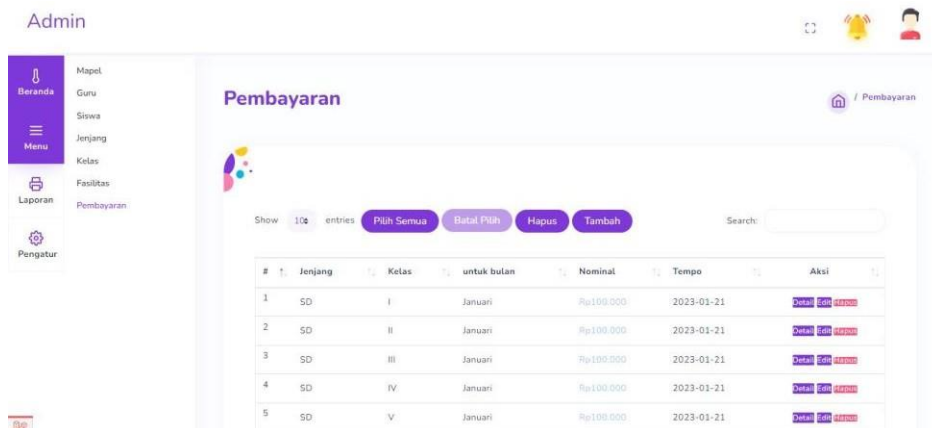 Admin
Beranda
Menu
Laporan
Pengatur
Mapel
Guru
Siswa
Jenjang
Kelas
Fasilitas
Pembayaran
Pembayaran
/ Pembayaran
Show 10 entries Pilih Semua Batal Pilih Hapus Tambah Search:
# Jenjang Kelas untuk bulan Nominal Tempo Aksi
1 SD I Januari Rp100.000 2023-01-21 Detail Edit Hapus
2 SD II Januari Rp100.000 2023-01-21 Detail Edit Hapus
3 SD III Januari Rp100.000 2023-01-21 Detail Edit Hapus
4 SD IV Januari Rp100.000 2023-01-21 Detail Edit Hapus
5 SD V Januari Rp100.000 2023-01-21 Detail Edit Hapus